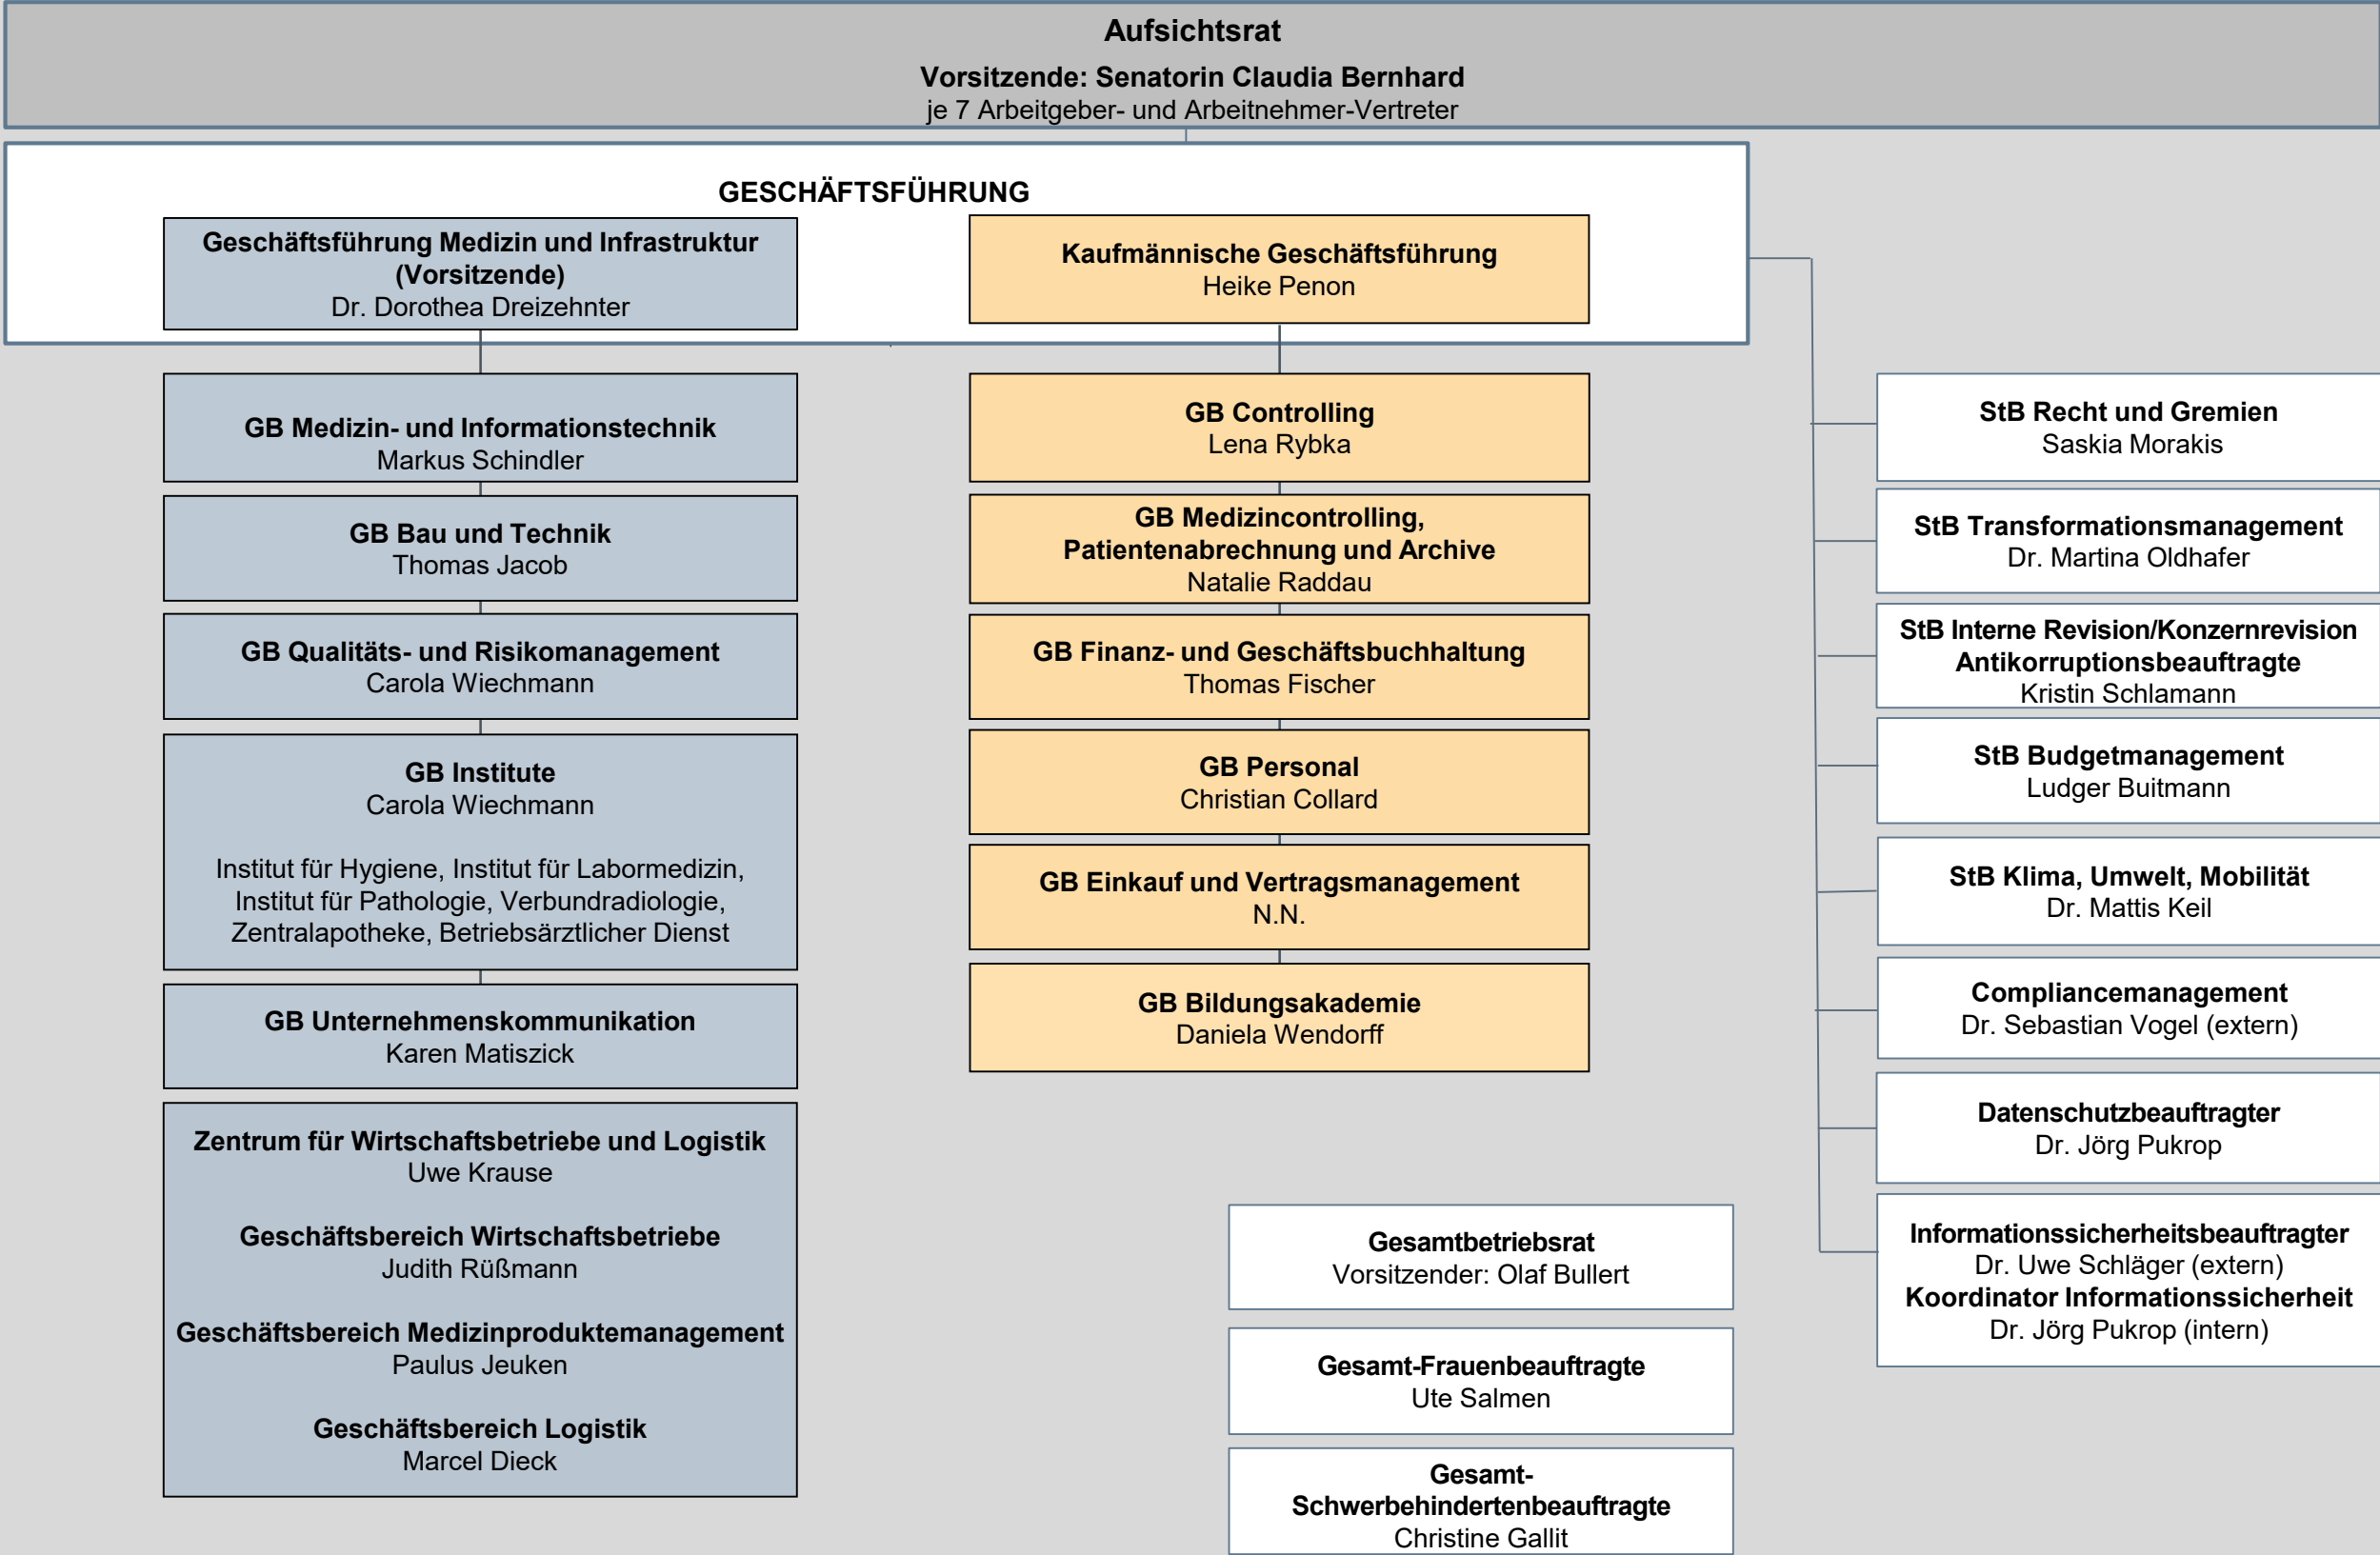 Aufsichtsrat
Vorsitzende: Senatorin Claudia Bernhard
je 7 Arbeitgeber- und Arbeitnehmer-Vertreter
GESCHÄFTSFÜHRUNG
Geschäftsführung Medizin und Infrastruktur
(Vorsitzende)
Dr. Dorothea Dreizehnter
GB Medizin- und Informationstechnik
Markus Schindler
GB Bau und Technik
Thomas Jacob
GB Qualitäts- und Risikomanagement
Carola Wiechmann
GB Institute
Carola Wiechmann
Institut für Hygiene, Institut für Labormedizin,
Institut für Pathologie, Verbundradiologie,
Zentralapotheke, Betriebsärztlicher Dienst
GB Unternehmenskommunikation
Karen Matiszick
Zentrum für Wirtschaftsbetriebe und Logistik
Uwe Krause
Geschäftsbereich Wirtschaftsbetriebe
Judith Rüßmann
Geschäftsbereich Medizinproduktemanagement
Paulus Jeuken
Geschäftsbereich Logistik
Marcel Dieck
Kaufmännische Geschäftsführung
Heike Penon
GB Controlling
Lena Rybka
GB Medizincontrolling,
Patientenabrechnung und Archive
Natalie Raddau
GB Finanz- und Geschäftsbuchhaltung
Thomas Fischer
GB Personal
Christian Collard
GB Einkauf und Vertragsmanagement
N.N.
GB Bildungsakademie
Daniela Wendorff
Gesamtbetriebsrat
Vorsitzender: Olaf Bullert
Gesamt-Frauenbeauftragte
Ute Salmen
Gesamt-
Schwerbehindertenbeauftragte
Christine Gallit
StB Recht und Gremien
Saskia Morakis
StB Transformationsmanagement
Dr. Martina Oldhafer
StB Interne Revision/Konzernrevision
Antikorruptionsbeauftragte
Kristin Schlamann
StB Budgetmanagement
Ludger Buitmann
StB Klima, Umwelt, Mobilität
Dr. Mattis Keil
Compliancemanagement
Dr. Sebastian Vogel (extern)
Datenschutzbeauftragter
Dr. Jörg Pukrop
Informationssicherheitsbeauftragter
Dr. Uwe Schläger (extern)
Koordinator Informationssicherheit
Dr. Jörg Pukrop (intern)